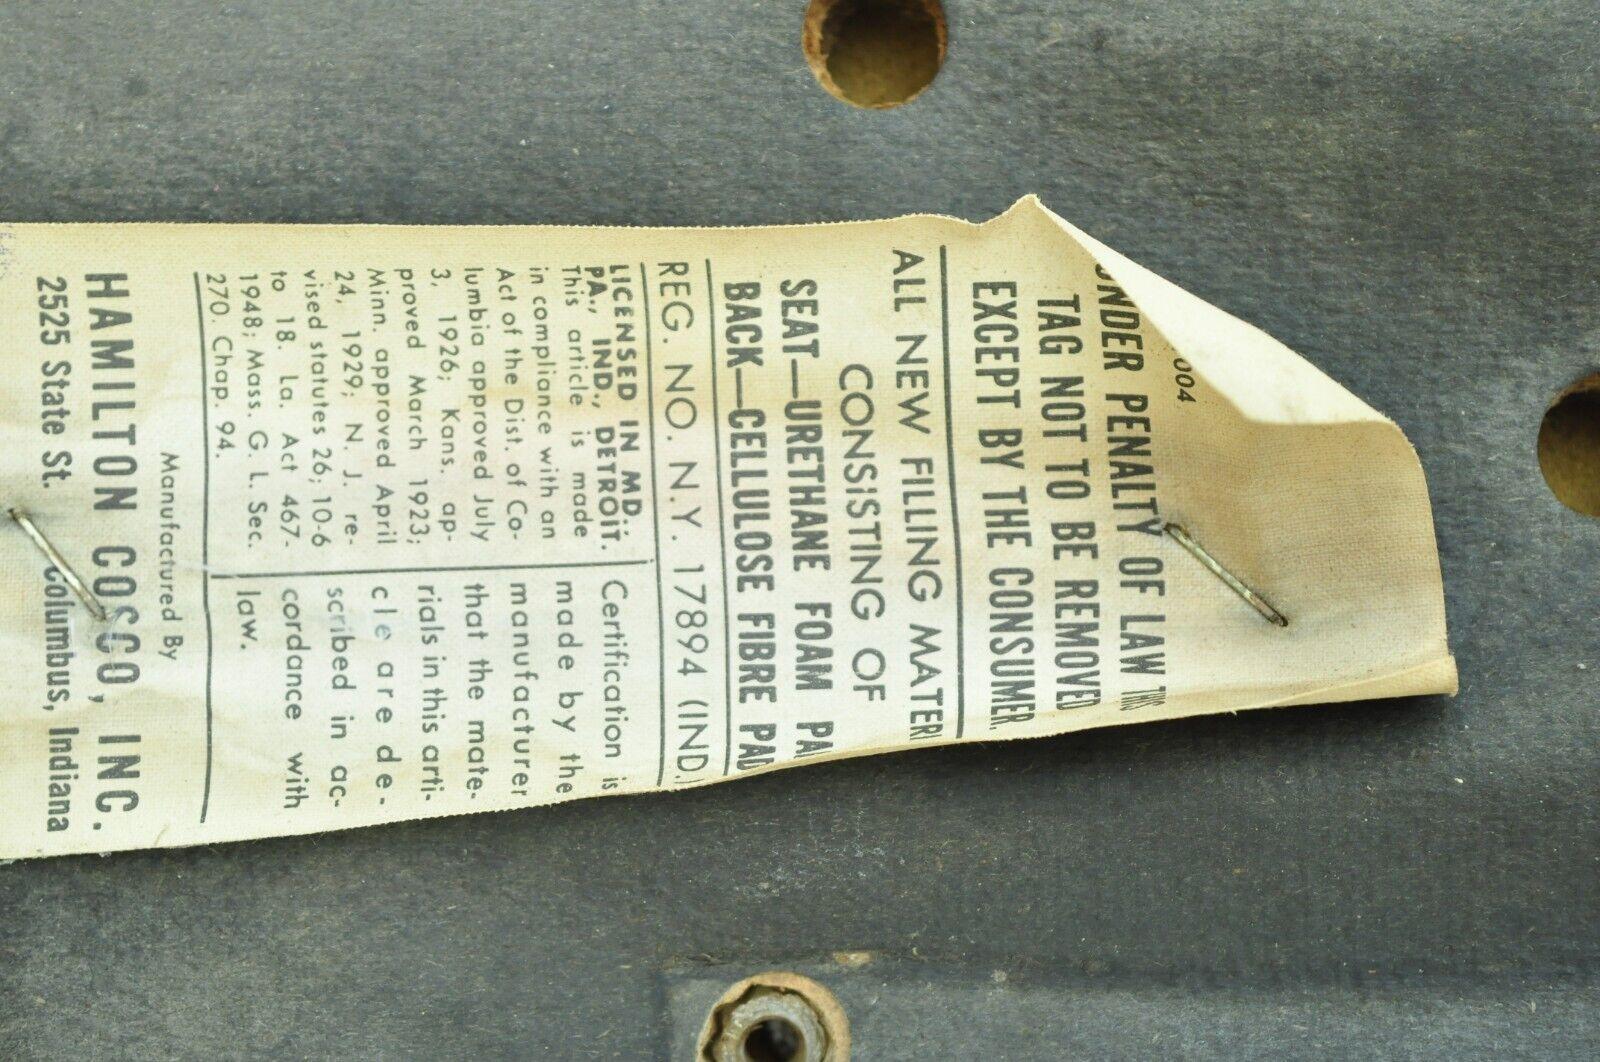 004
UNDER PENALTY OF LAW THIS
TAG NOT TO BE REMOVED
EXCEPT BY THE CONSUMER.
ALL NEW FILLING MATERI
CONSISTING OF
SEAT—URETHANE FOAM PA
BACK—CELLULOSE FIBRE PAD
REG. NO. N.Y. 17894 (IND.)
LICENSED IN MD.,
PA., IND., DETROIT.
This article is made
in compliance with an
Act of the Dist. of Co-
lumbia approved July
3, 1926; Kans. ap-
proved March 1923;
Minn. approved April
24, 1929; N. J. re-
vised statutes 26; 10-6
to 18. La. Act 467-
1948; Mass. G. L. Sec.
270. Chap. 94.
Certification is
made by the
manufacturer
that the mate-
rials in this arti-
cle are de-
scribed in ac-
cordance with
law.
Manufactured By
HAMILTON COSCO, INC.
2525 State St. Columbus, Indiana